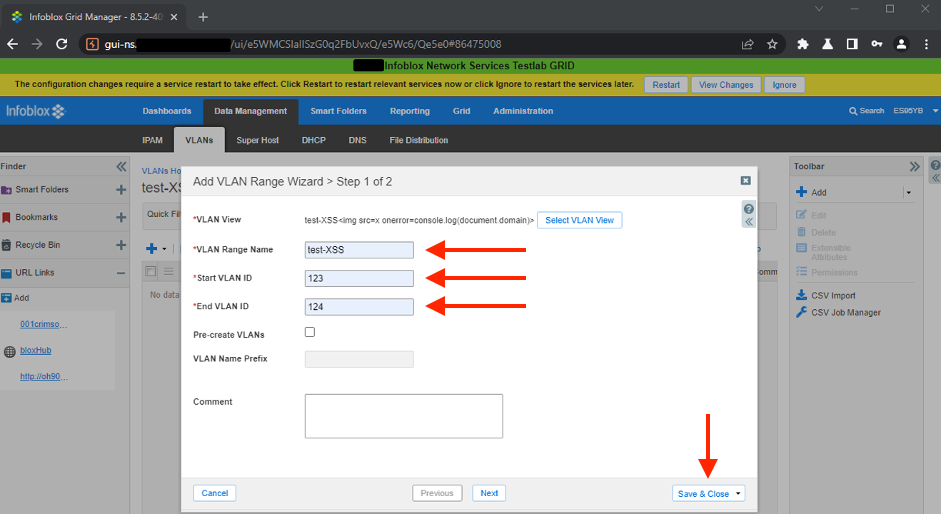 Infoblox Grid Manager - 8.5.2-40
gui-ns. /ui/e5WMCSlaIISzG0q2FbUvxQ/e5Wc6/Qe5e0#86475008
Infoblox Network Services Testlab GRID
The configuration changes require a service restart to take effect. Click Restart to restart relevant services now or click Ignore to restart the services later. Restart View Changes Ignore
Infoblox Dashboards Data Management Smart Folders Reporting Grid Administration Search
IPAM VLANs Super Host DHCP DNS File Distribution
Finder
Smart Folders
Bookmarks
Recycle Bin
URL Links
Add
001crimso...
bloxHub
http://oh90...
VLANs Ho
test-XS
Quick Fil
No data
Add VLAN Range Wizard > Step 1 of 2
*VLAN View test-XSS<img src=x onerror=console.log(document.domain)> Select VLAN View
*VLAN Range Name test-XSS
*Start VLAN ID 123
*End VLAN ID 124
Pre-create VLANs
VLAN Name Prefix
Comment
Cancel Previous Next Save & Close
omm
Toolbar
Add
Edit
Delete
Extensible
Attributes
Permissions
CSV Import
CSV Job Manager